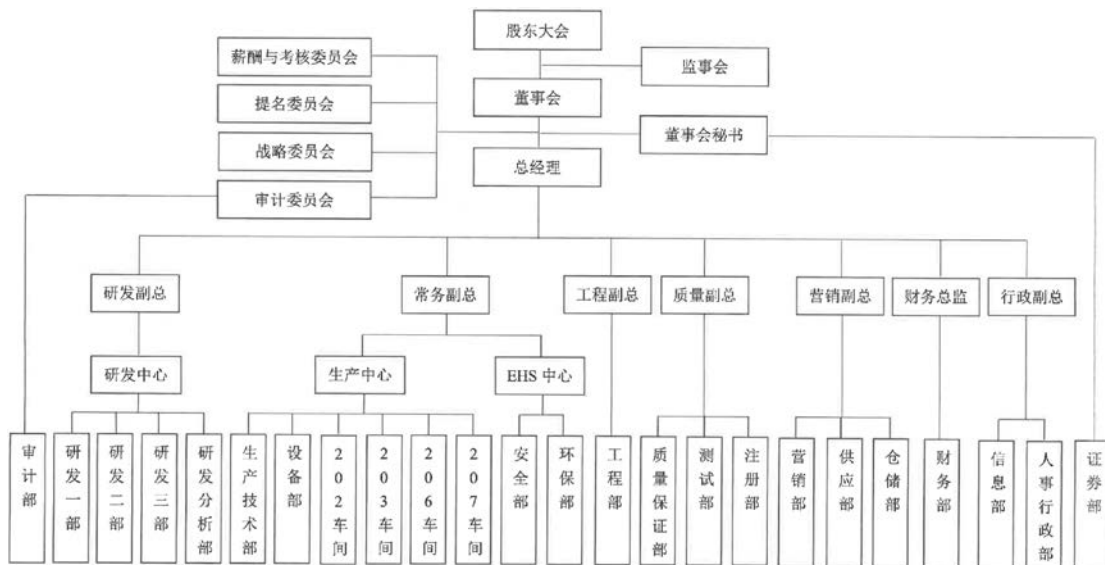 股东大会
薪酬与考核委员会
监事会
提名委员会
董事会
董事会秘书
战略委员会
总经理
审计委员会
研发副总
常务副总
工程副总
质量副总
营销副总
财务总监
行政副总
研发中心
生产中心
EHS 中心
审计部
研发一部
研发二部
研发三部
研发分析部
生产技术部
设备部
202车间
203车间
206车间
207车间
安全部
环保部
工程部
质量保证部
测试部
注册部
营销部
供应部
仓储部
财务部
信息部
人事行政部
证券部